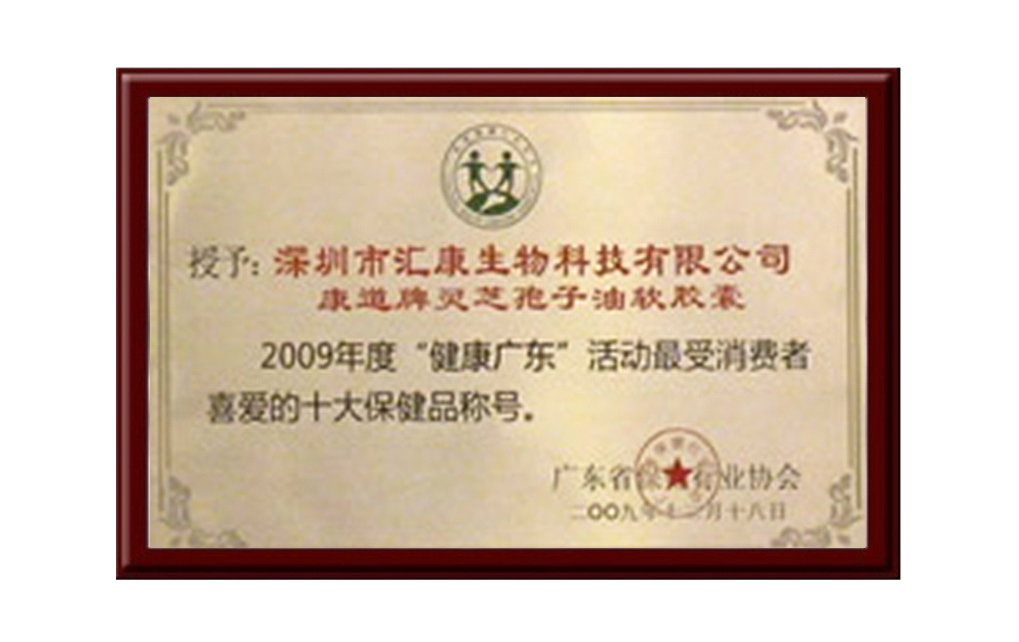 授予：深圳市汇康生物科技有限公司
康道牌灵芝孢子油软胶囊
2009年度“健康广东”活动最受消费者
喜爱的十大保健品称号。
广东省保 行业协会
二〇〇九年十 月十八日